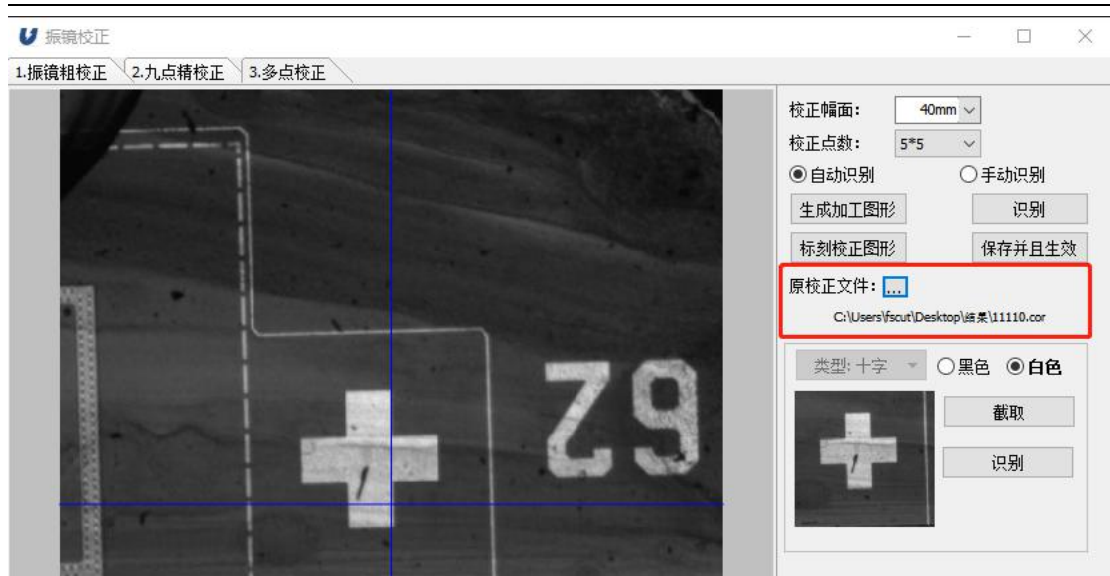 振镜校正
1.振镜粗校正 2.九点精校正 3.多点校正
校正幅面： 40mm
校正点数： 5*5
自动识别 手动识别
生成加工图形 识别
标刻校正图形 保存并且生效
原校正文件： ...
C:\Users\fscut\Desktop\结果\11110.cor
类型: 十字 黑色 白色
截取
识别